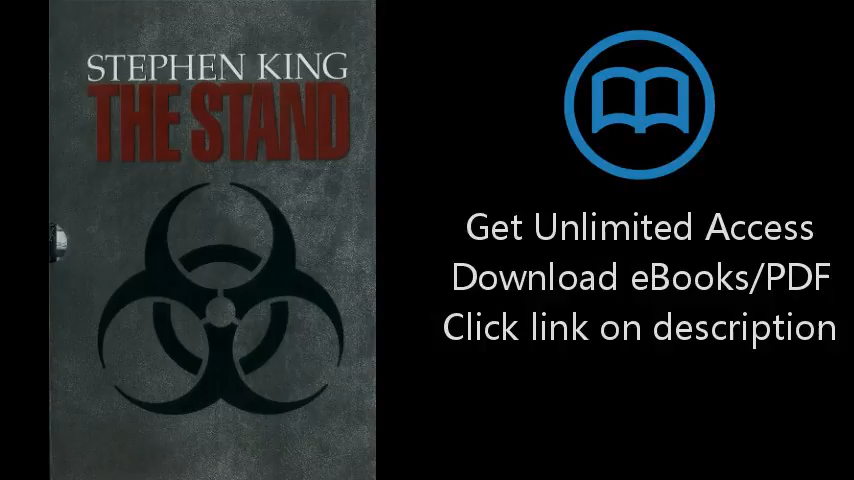 STEPHEN KING
THE STAND
Get Unlimited Access
Download eBooks/PDF
Click link on description